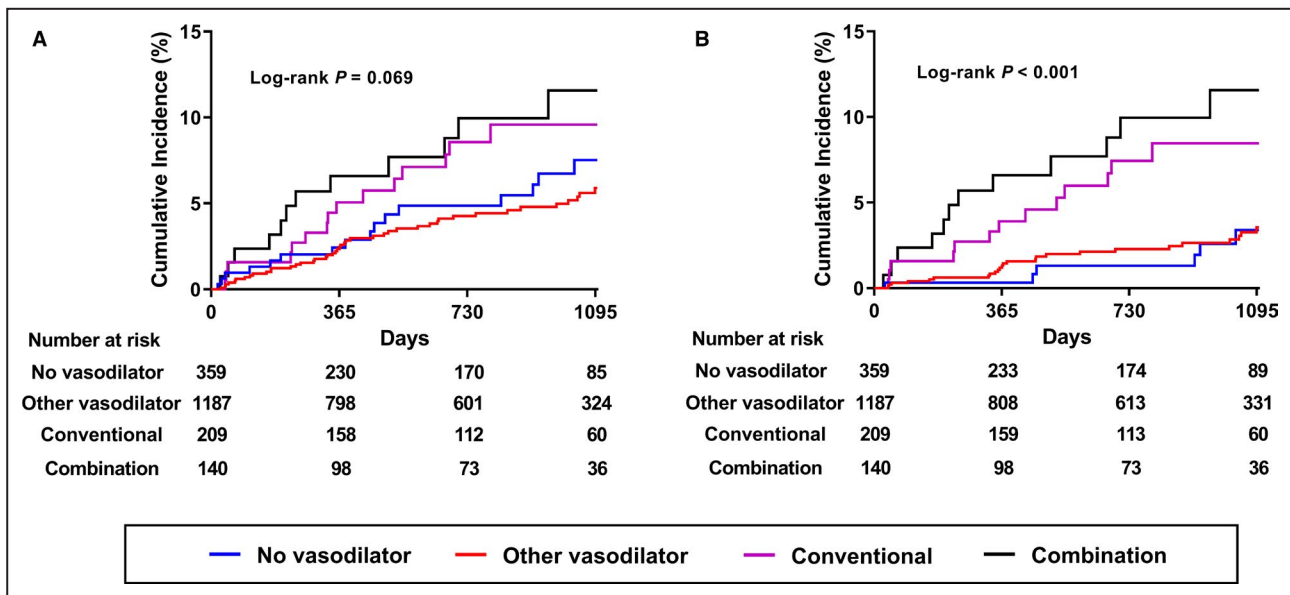 A
Log-rank P = 0.069
Cumulative Incidence (%)
15
10
5
0
0 365 730 1095
Days
Number at risk
No vasodilator 359 230 170 85
Other vasodilator 1187 798 601 324
Conventional 209 158 112 60
Combination 140 98 73 36
B
Log-rank P < 0.001
Cumulative Incidence (%)
15
10
5
0
0 365 730 1095
Days
Number at risk
No vasodilator 359 233 174 89
Other vasodilator 1187 808 613 331
Conventional 209 159 113 60
Combination 140 98 73 36
No vasodilator Other vasodilator Conventional Combination